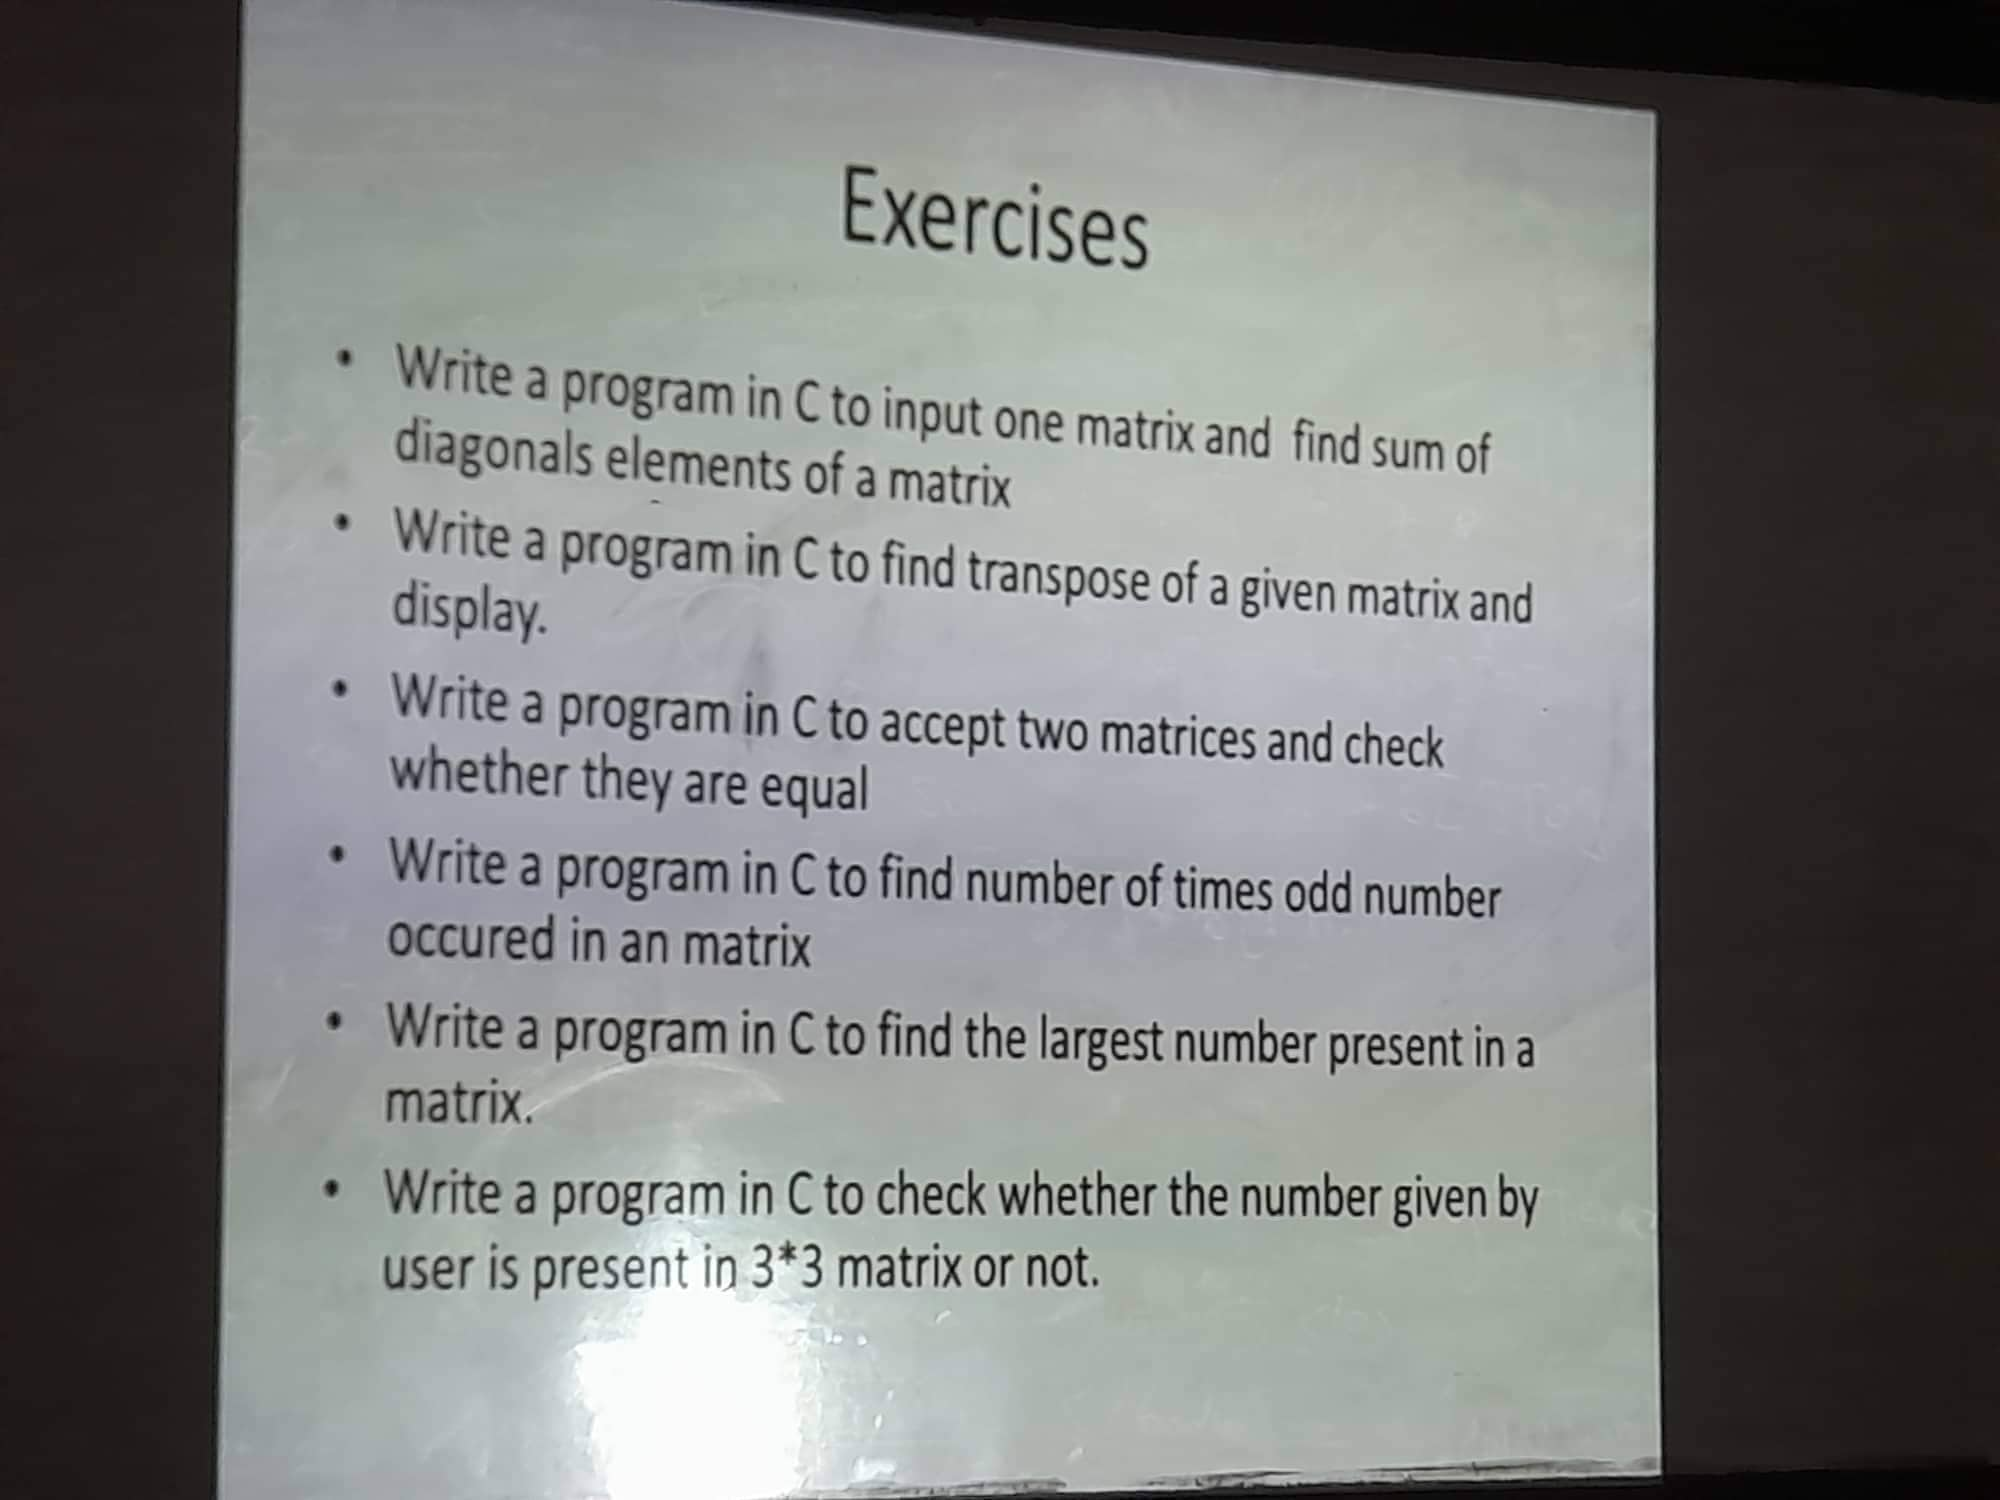 Exercises
• Write a program in C to input one matrix and find sum of
diagonals elements of a matrix
• Write a program in C to find transpose of a given matrix and
display.
• Write a program in C to accept two matrices and check
whether they are equal
• Write a program in C to find number of times odd number
occured in an matrix
• Write a program in C to find the largest number present in a
matrix.
• Write a program in C to check whether the number given by
user is present in 3*3 matrix or not.